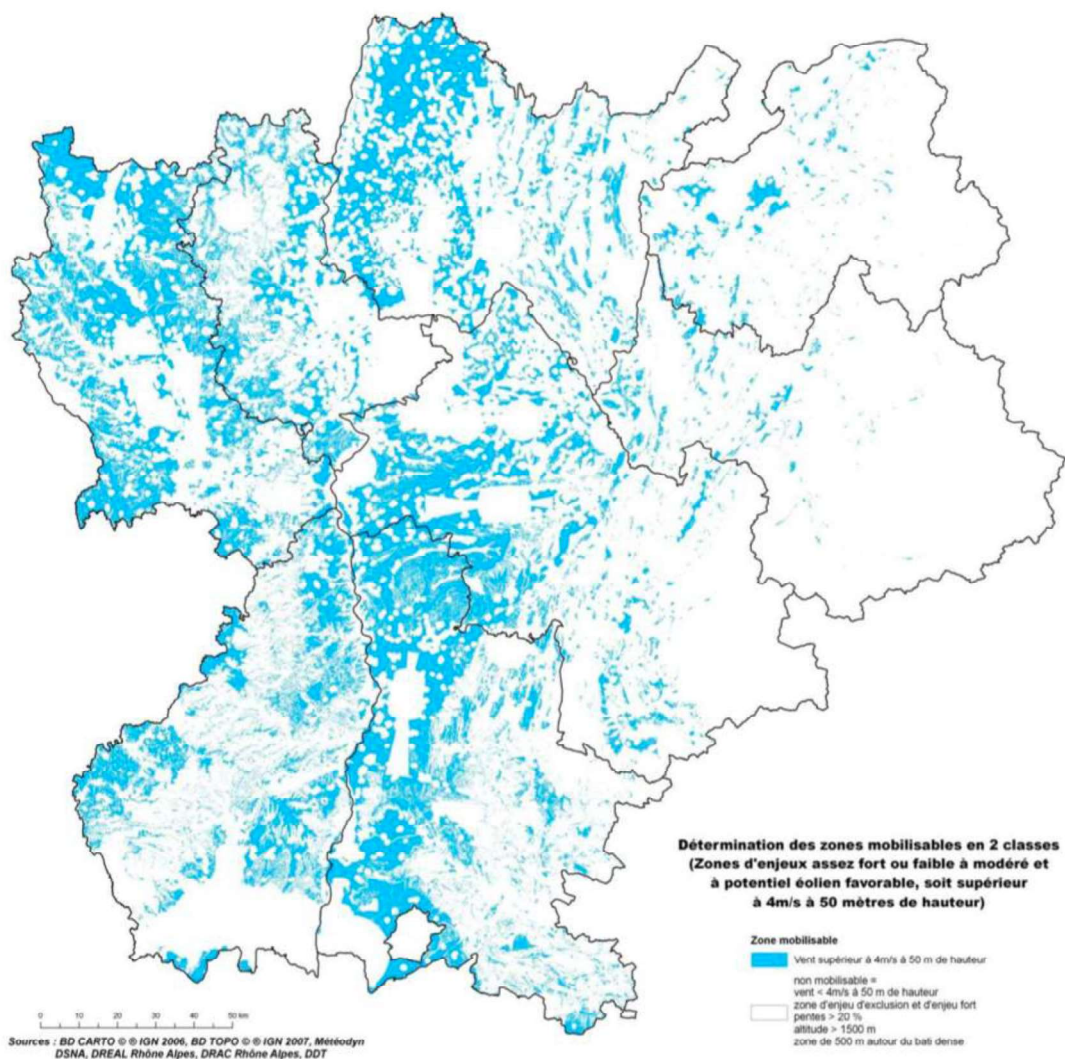 Détermination des zones mobilisables en 2 classes
(Zones d'enjeux assez fort ou faible à modéré et
à potentiel éolien favorable, soit supérieur
à 4m/s à 50 mètres de hauteur)
Zone mobilisable
Vent supérieur à 4m/s à 50 m de hauteur
non mobilisable =
vent < 4m/s à 50 m de hauteur
zone d'enjeu d'exclusion et d'enjeu fort
pentes > 20 %
altitude > 1500 m
zone de 500 m autour du bati dense
0 10 20 30 40 50 km
Sources : BD CARTO © ® IGN 2006, BD TOPO © ® IGN 2007, Météodyn
DSNA, DREAL Rhône Alpes, DRAC Rhône Alpes, DDT